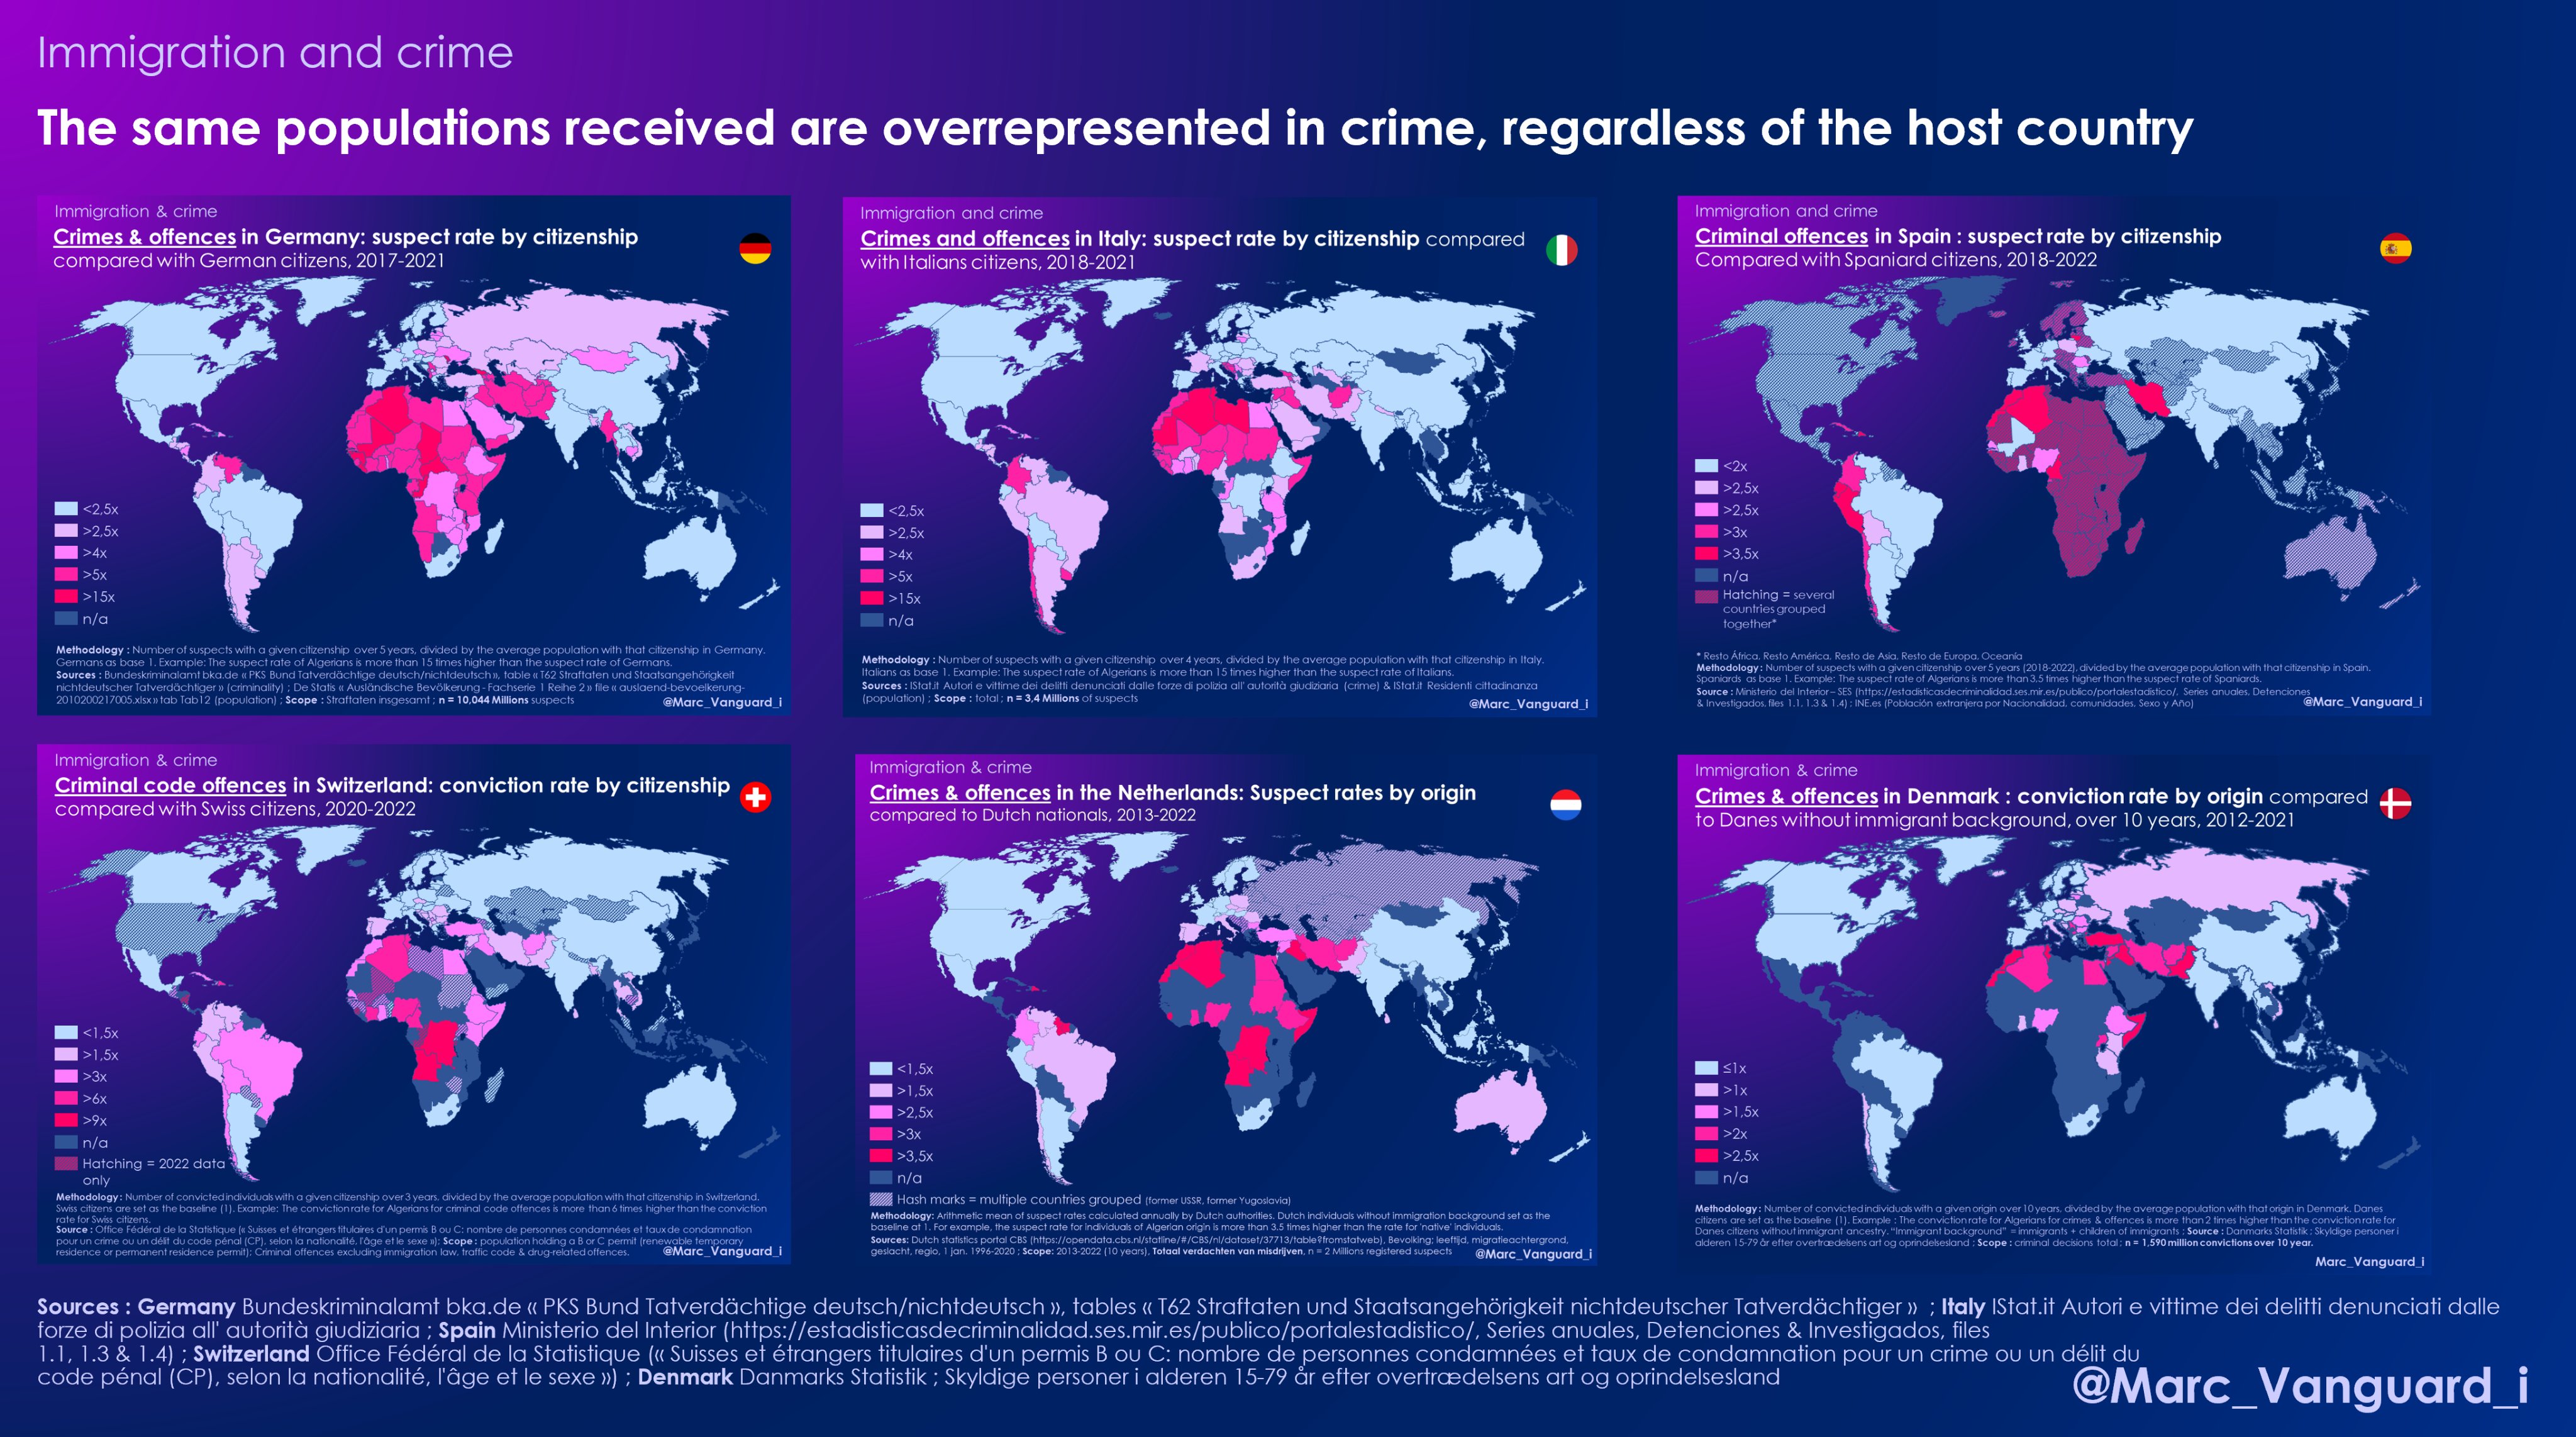 Immigration and crime
The same populations received are overrepresented in crime, regardless of the host country
Immigration & crime
Crimes & offences in Germany: suspect rate by citizenship
compared with German citizens, 2017-2021
<2,5x
>2,5x
>4x
>5x
>15x
n/a
Methodology : Number of suspects with a given citizenship over 5 years, divided by the average population with that citizenship in Germany.
Germans as base 1. Example: The suspect rate of Algerians is more than 15 times higher than the suspect rate of Germans.
Sources : Bundeskriminalamt bka.de « PKS Bund Tatverdächtige deutsch/nichtdeutsch », table « T62 Straftaten und Staatsangehörigkeit
nichtdeutscher Tatverdächtiger » (criminality) ; De Statis « Ausländische Bevölkerung - Fachserie 1 Reihe 2 » file « auslaend-bevoelkerung-
2010200217005.xlsx » tab Tab12 (population) ; Scope : Straftaten insgesamt ; n = 10,044 Millions suspects
@Marc_Vanguard_i
Immigration and crime
Crimes and offences in Italy: suspect rate by citizenship compared
with Italians citizens, 2018-2021
<2,5x
>2,5x
>4x
>5x
>15x
n/a
Methodology : Number of suspects with a given citizenship over 4 years, divided by the average population with that citizenship in Italy.
Italians as base 1. Example: The suspect rate of Algerians is more than 15 times higher than the suspect rate of Italians.
Sources : IStat.it Autori e vittime dei delitti denunciati dalle forze di polizia all' autorità giudiziaria (crime) & IStat.it Residenti cittadinanza
(population) ; Scope : total ; n = 3,4 Millions of suspects
@Marc_Vanguard_i
Immigration and crime
Criminal offences in Spain : suspect rate by citizenship
Compared with Spaniard citizens, 2018-2022
<2x
>2,5x
>2,5x
>3x
>3,5x
n/a
Hatching = several
countries grouped
together*
* Resto África, Resto América, Resto de Asia, Resto de Europa, Oceania
Methodology : Number of suspects with a given citizenship over 5 years (2018-2022), divided by the average population with that citizenship in Spain.
Spaniards as base 1. Example: The suspect rate of Algerians is more than 3,5 times higher than the suspect rate of Spaniards.
Source : Ministerio del Interior – SES (https://estadisticasdecriminalidad.ses.mir.es/publico/portalestadistico/, Series anuales, Detenciones
& Investigados, files 1.1, 1.3 & 1.4) ; INE.es (Población extranjera por Nacionalidad, comunidades, Sexo y Año)
@Marc_Vanguard_i
Immigration & crime
Criminal code offences in Switzerland: conviction rate by citizenship
compared with Swiss citizens, 2020-2022
<1,5x
>1,5x
>3x
>6x
>9x
n/a
Hatching = 2022 data
only
Methodology : Number of convicted individuals with a given citizenship over 3 years, divided by the average population with that citizenship in Switzerland.
Swiss citizens are set as the baseline (1). Example: The conviction rate for Algerians for criminal code offences is more than 6 times higher than the conviction
rate for Swiss citizens.
Source : Office Fédéral de la Statistique (« Suisses et étrangers titulaires d'un permis B ou C: nombre de personnes condamnées et taux de condamnation
pour un crime ou un délit du code pénal (CP), selon la nationalité, l'âge et le sexe »); Scope : population holding a B or C permit (renewable temporary
residence or permanent residence permit); Criminal offences excluding immigration law, traffic code & drug-related offences.
@Marc_Vanguard_i
Immigration & crime
Crimes & offences in the Netherlands: Suspect rates by origin
compared to Dutch nationals, 2013-2022
<1,5x
>1,5x
>2,5x
>3x
>3,5x
n/a
Hash marks = multiple countries grouped (former USSR, former Yugoslavia)
Methodology: Arithmetic mean of suspect rates calculated annually by Dutch authorities. Dutch individuals without immigration background set as the
baseline at 1. For example, the suspect rate for individuals of Algerian origin is more than 3.5 times higher than the rate for 'native' individuals.
Sources: Dutch statistics portal CBS (https://opendata.cbs.nl/statline/#/CBS/nl/dataset/37713/table?fromstatweb), Bevolking; leeftijd, migratieachtergrond,
geslacht, regio, 1 jan. 1996-2020 ; Scope: 2013-2022 (10 years), Totaal verdachten van misdrijven, n = 2 Millions registered suspects
@Marc_Vanguard_i
Immigration & crime
Crimes & offences in Denmark : conviction rate by origin compared
to Danes without immigrant background, over 10 years, 2012-2021
≤1x
>1x
>1,5x
>2x
>2,5x
n/a
Methodology: Number of convicted individuals with a given origin over 10 years, divided by the average population with that origin in Denmark. Danes
citizens are set as the baseline (1). Example : The conviction rate for Algerians for crimes & offences is more than 2 times higher than the conviction rate for
Danes citizens without immigrant ancestry. "Immigrant background" = immigrants + children of immigrants ; Source : Danmarks Statistik ; Skyldige personer i
alderen 15-79 år efter overtrædelsens art og oprindelsesland ; Scope : criminal decisions total ; n = 1,590 million convictions over 10 year.
Marc_Vanguard_i
Sources : Germany Bundeskriminalamt bka.de « PKS Bund Tatverdächtige deutsch/nichtdeutsch », tables « T62 Straftaten und Staatsangehörigkeit nichtdeutscher Tatverdächtiger » ; Italy IStat.it Autori e vittime dei delitti denunciati dalle
forze di polizia all' autorità giudiziaria ; Spain Ministerio del Interior (https://estadisticasdecriminalidad.ses.mir.es/publico/portalestadistico/, Series anuales, Detenciones & Investigados, files
1.1, 1.3 & 1.4) ; Switzerland Office Fédéral de la Statistique (« Suisses et étrangers titulaires d'un permis B ou C: nombre de personnes condamnées et taux de condamnation pour un crime ou un délit du
code pénal (CP), selon la nationalité, l'âge et le sexe ») ; Denmark Danmarks Statistik ; Skyldige personer i alderen 15-79 år efter overtrædelsens art og oprindelsesland
@Marc_Vanguard_i